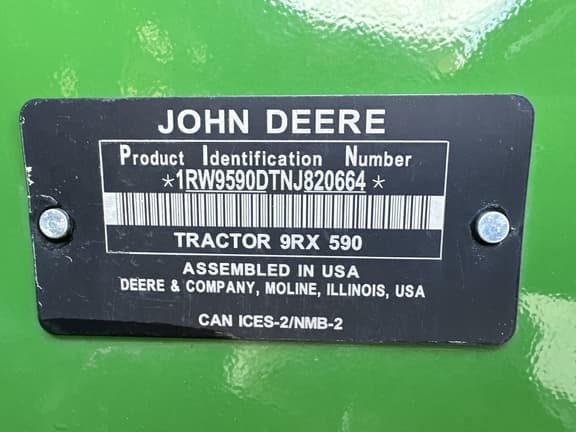 JOHN DEERE
Product Identification Number
*1RW9590DTNJ820664*
TRACTOR 9RX 590
ASSEMBLED IN USA
DEERE & COMPANY, MOLINE, ILLINOIS, USA
CAN ICES-2/NMB-2